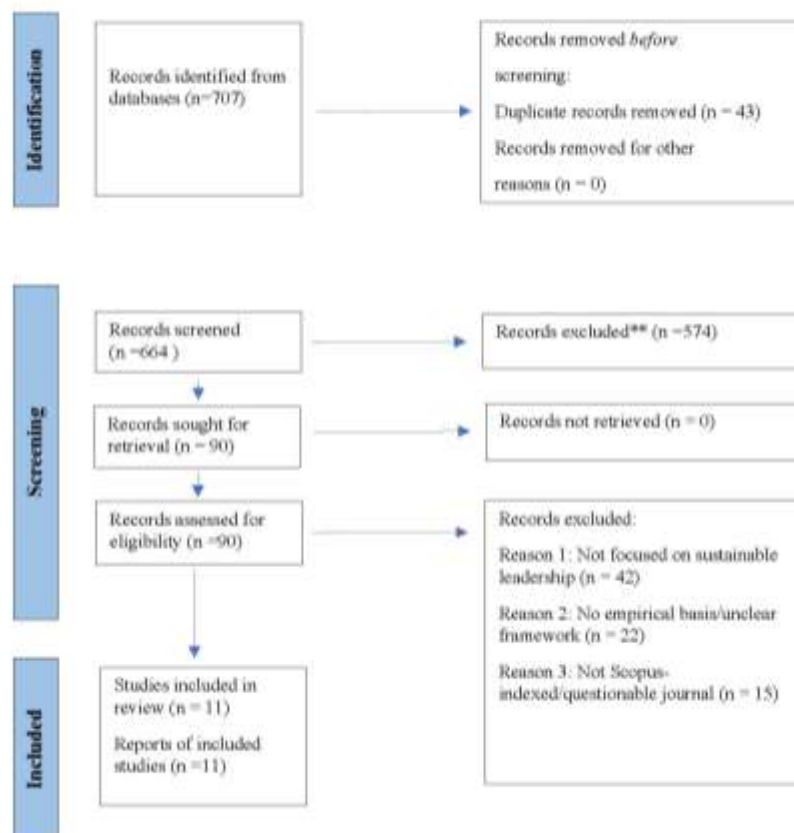 Identification
Records identified from
databases (n=707)
Records removed before
screening:
Duplicate records removed (n = 43)
Records removed for other
reasons (n = 0)
Screening
Records screened
(n =664 )
Records excluded** (n =574)
Records sought for
retrieval (n = 90)
Records not retrieved (n = 0)
Records assessed for
eligibility (n =90)
Records excluded:
Reason 1: Not focused on sustainable
leadership (n = 42)
Reason 2: No empirical basis/unclear
framework (n = 22)
Reason 3: Not Scopus-
indexed/questionable journal (n = 15)
Included
Studies included in
review (n = 11)
Reports of included
studies (n =11)